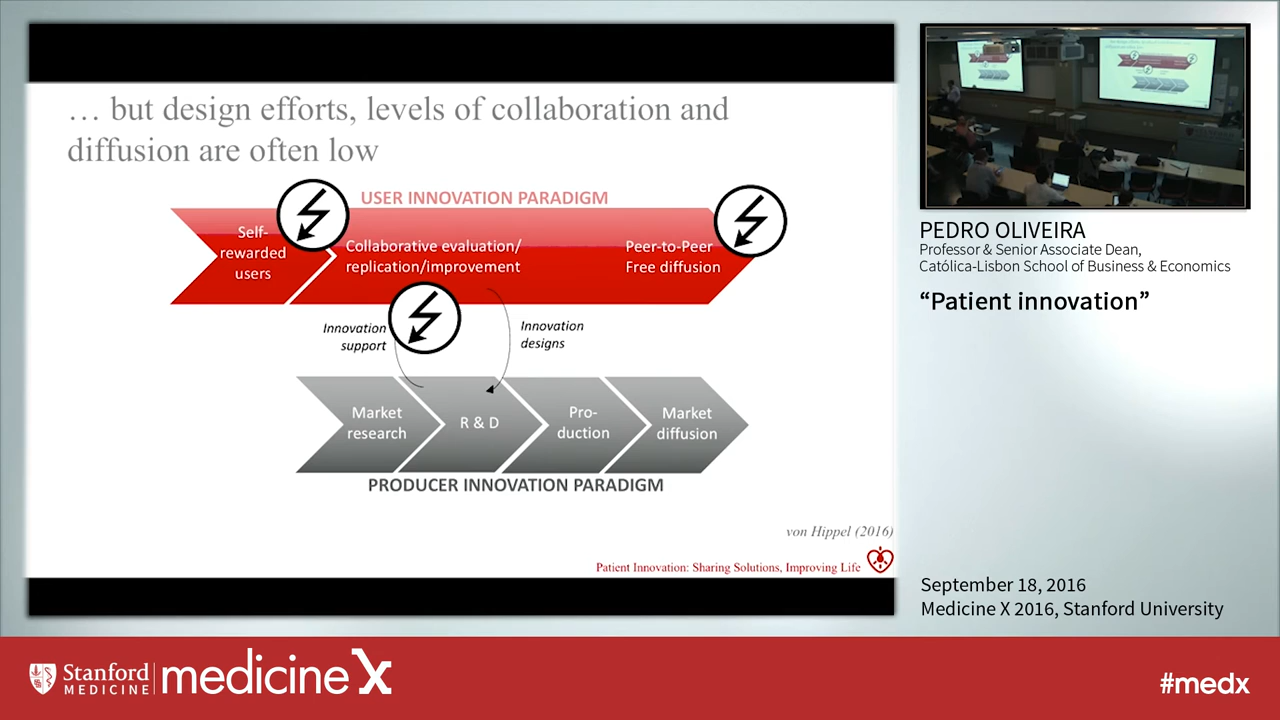 … but design efforts, levels of collaboration and
diffusion are often low
USER INNOVATION PARADIGM
Self-
rewarded
users
Collaborative evaluation/
replication/improvement
Peer-to-Peer
Free diffusion
Innovation
support
Innovation
designs
Market
research
R & D
Pro-
duction
Market
diffusion
PRODUCER INNOVATION PARADIGM
von Hippel (2016)
Patient Innovation: Sharing Solutions, Improving Life
PEDRO OLIVEIRA
Professor & Senior Associate Dean,
Católica-Lisbon School of Business & Economics
“Patient innovation”
September 18, 2016
Medicine X 2016, Stanford University
Stanford
MEDICINE
medicine X
#medx